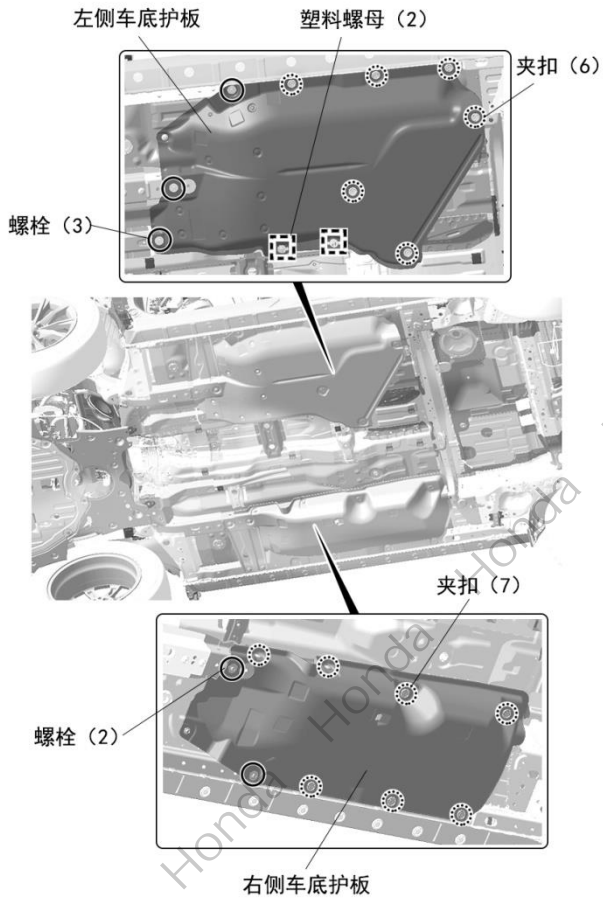 左侧车底护板
塑料螺母（2）
夹扣（6）
螺栓（3）
夹扣（7）
螺栓（2）
右侧车底护板
Honda Honda Honda Honda